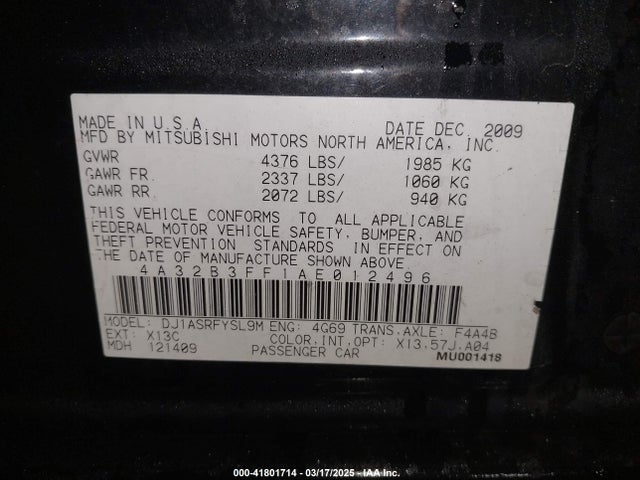 MADE IN U.S.A. DATE DEC. 2009
MFD BY MITSUBISHI MOTORS NORTH AMERICA, INC.
GVWR 4376 LBS/ 1985 KG
GAWR FR. 2337 LBS/ 1060 KG
GAWR RR. 2072 LBS/ 940 KG
THIS VEHICLE CONFORMS TO ALL APPLICABLE
FEDERAL MOTOR VEHICLE SAFETY, BUMPER, AND
THEFT PREVENTION STANDARDS IN EFFECT ON
THE DATE OF MANUFACTURE SHOWN ABOVE.
4A32B3FF1AE012496
MODEL: DJ1ASRFYSL9M ENG: 4G69 TRANS.AXLE: F4A4B
EXT: X13C COLOR,INT,OPT: X13,57J,A04
MDH 121409 PASSENGER CAR MU001418
000-41801714 - 03/17/2025 - IAA Inc.